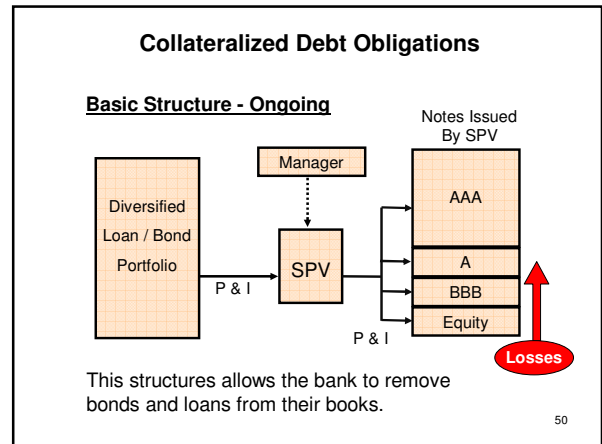 Collateralized Debt Obligations
Basic Structure - Ongoing
Notes Issued
By SPV
Manager
Diversified
Loan / Bond
Portfolio
P & I
SPV
P & I
AAA
A
BBB
Equity
Losses
This structures allows the bank to remove
bonds and loans from their books.
50